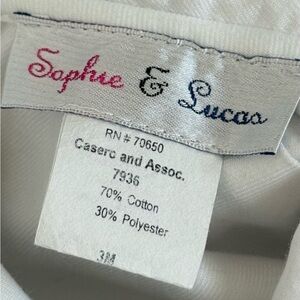 Sophie & Lucas
RN # 70650
Casero and Assoc.
7936
70% Cotton
30% Polyester
3M